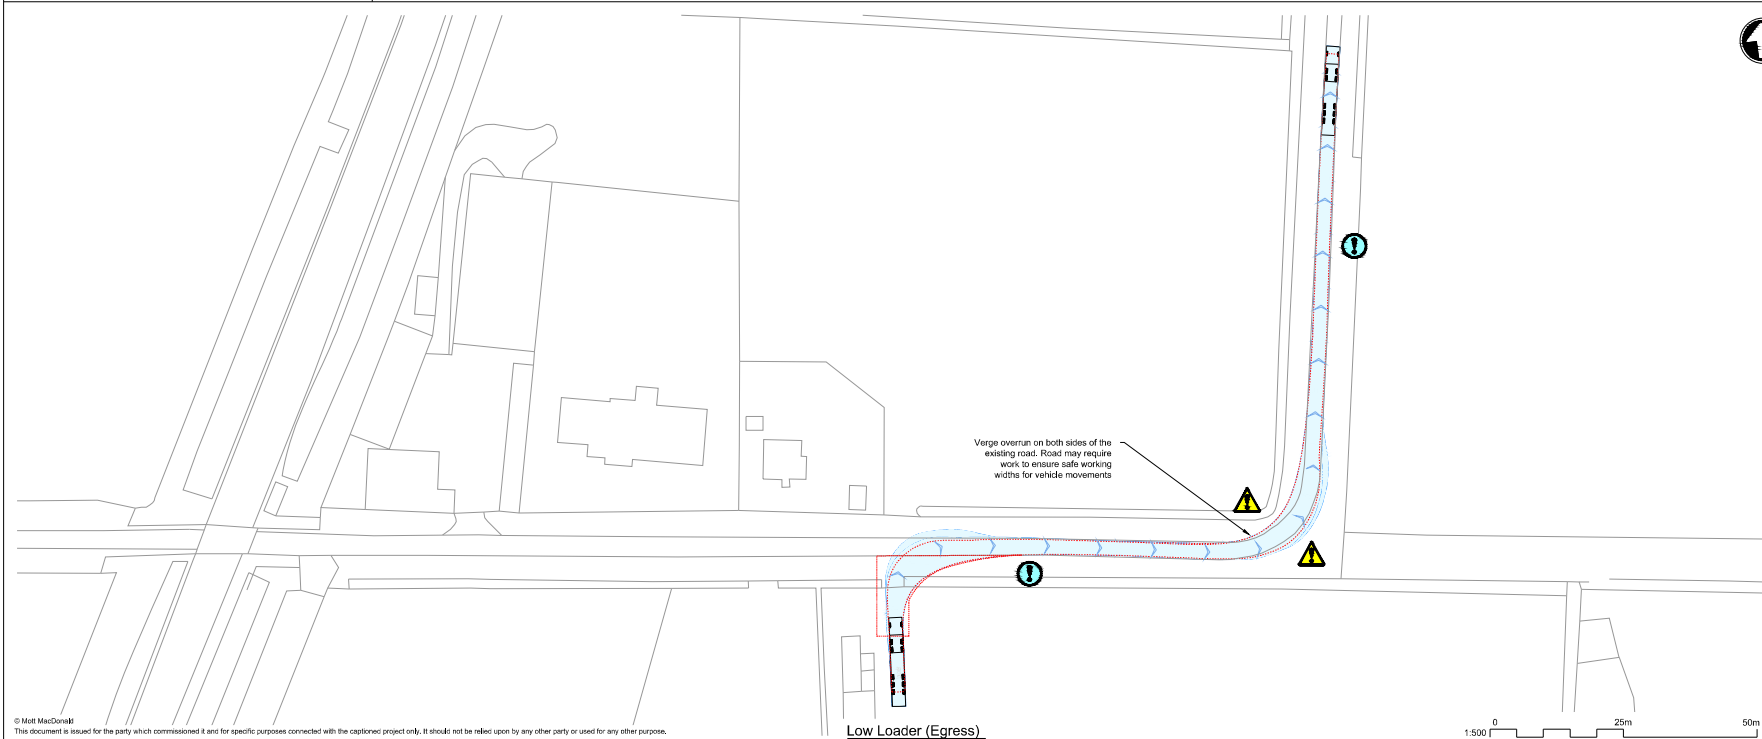 Verge overrun on both sides of the
existing road. Road may require
work to ensure safe working
widths for vehicle movements
© Mott MacDonald
This document is issued for the party which commissioned it and for specific purposes connected with the captioned project only. It should not be relied upon by any other party or used for any other purpose.
Low Loader (Egress)
0 25m 50m
1:500